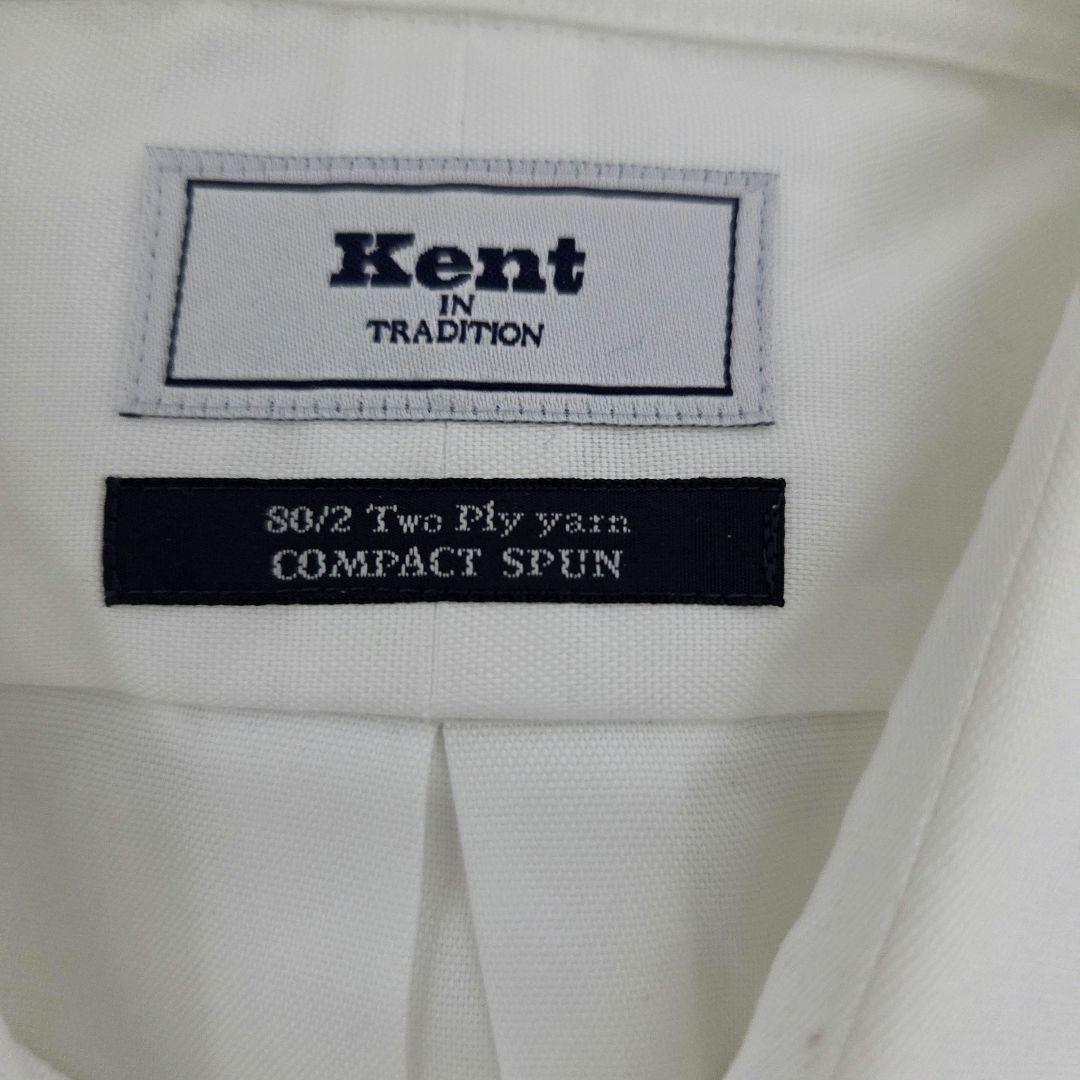 Kent
IN
TRADITION
80/2 Two Ply yarn
COMPACT SPUN